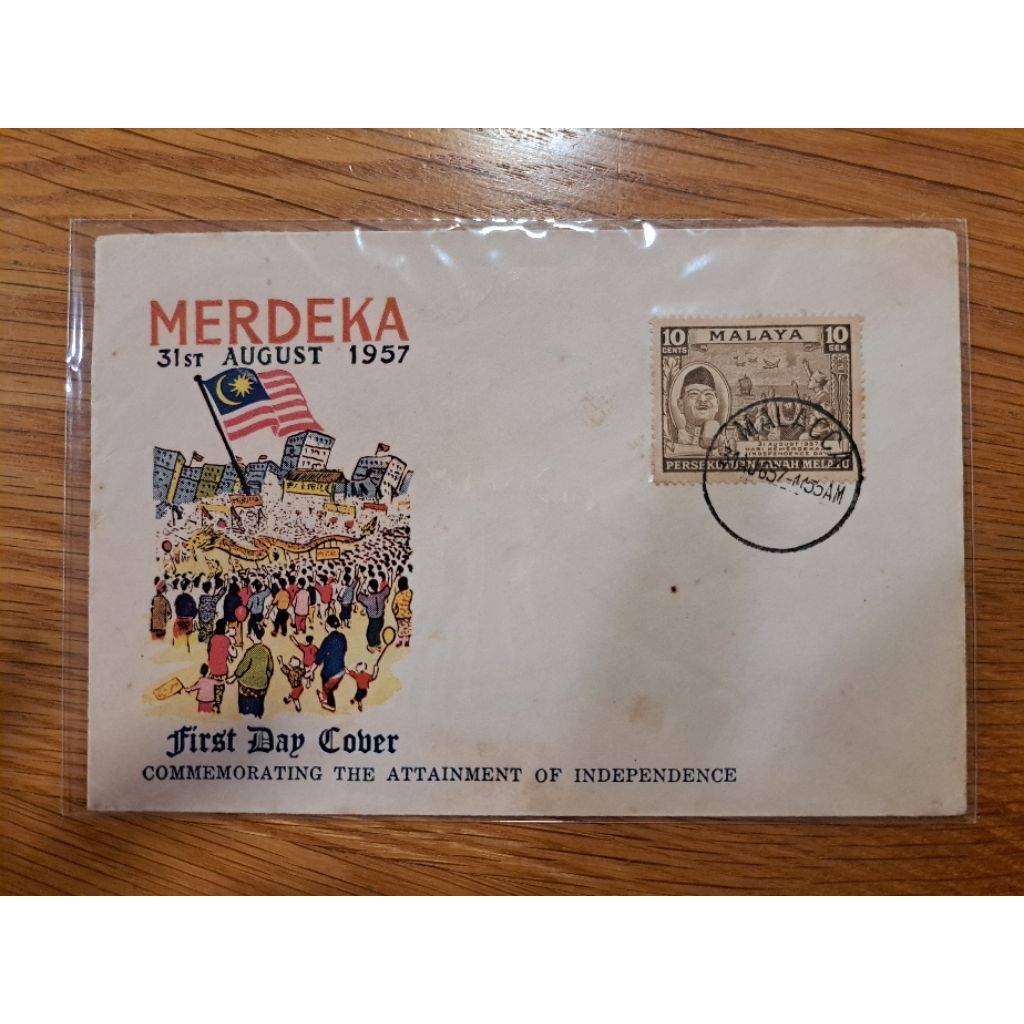 MERDEKA
31ST AUGUST 1957
10
CENTS
MALAYA
10
SEN
31 AUGUST 1957
HARI KEMERDEKAAN
INDEPENDENCE DAY
PERSEKUTUAN TANAH MELAYU
MALACCA
First Day Cover
COMMEMORATING THE ATTAINMENT OF INDEPENDENCE